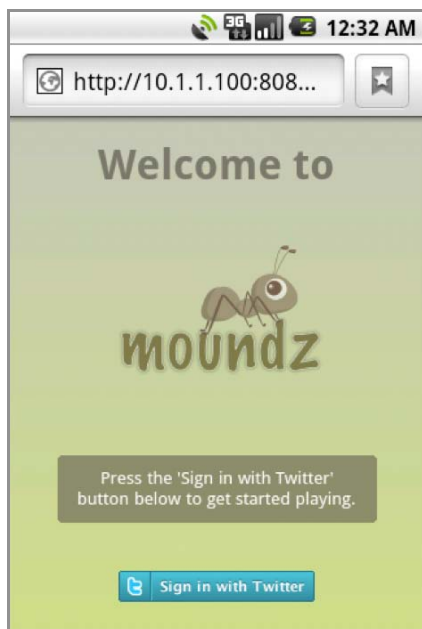 3G
12:32 AM
http://10.1.1.100:808...
Welcome to
moundz
Press the 'Sign in with Twitter'
button below to get started playing.
Sign in with Twitter